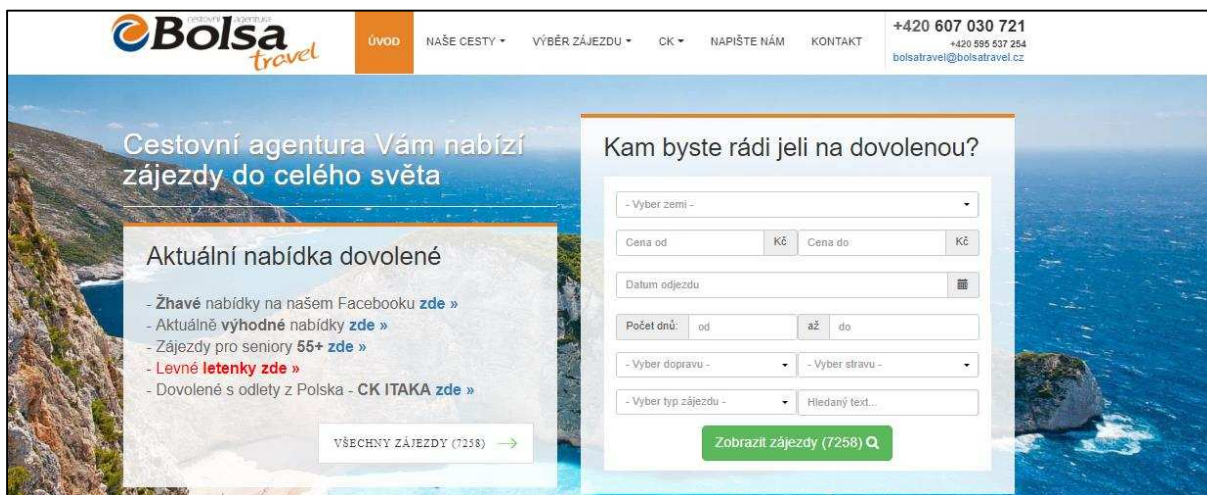 cestovní agentura
Bolsa
travel
ÚVOD
NAŠE CESTY
VÝBĚR ZÁJEZDU
CK
NAPIŠTE NÁM
KONTAKT
+420 607 030 721
+420 595 537 254
bolsatravel@bolsatravel.cz
Cestovní agentura Vám nabízí
zájezdy do celého světa
Aktuální nabídka dovolené
- Žhavé nabídky na našem Facebooku zde »
- Aktuálně výhodné nabídky zde »
- Zájezdy pro seniory 55+ zde »
- Levné letenky zde »
- Dovolené s odlety z Polska - CK ITAKA zde »
VŠECHNY ZÁJEZDY (7258)
Kam byste rádi jeli na dovolenou?
- Vyber zemi -
Cena od Kč Cena do Kč
Datum odjezdu
Počet dnů: od až do
- Vyber dopravu - - Vyber stravu -
- Vyber typ zájezdu - Hledaný text...
Zobrazit zájezdy (7258)